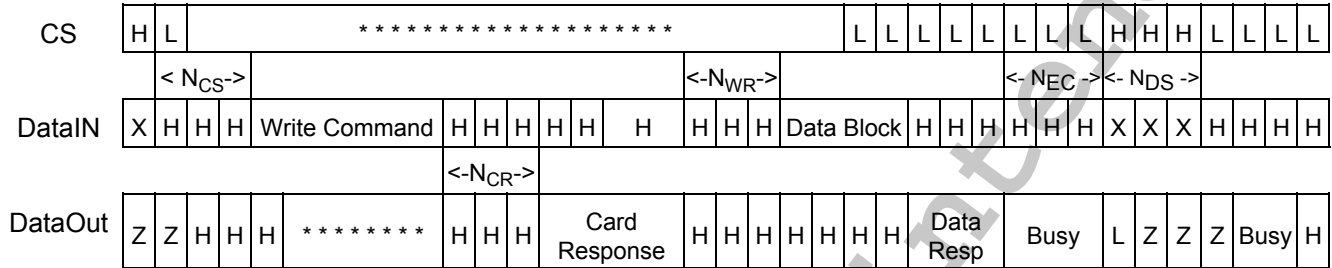 CS H L * * * * * * * * * * * * * * * * * * * * * L L L L L L L L H H H L L L L
< NCS-> <-NWR-> <- NEC -> <- NDS ->
DataIN X H H H Write Command H H H H H H H H H Data Block H H H H H H X X X H H H H
<-NCR->
DataOut Z Z H H H * * * * * * * * H H H Card Response H H H H H H H Data Resp Busy L Z Z Z Busy H